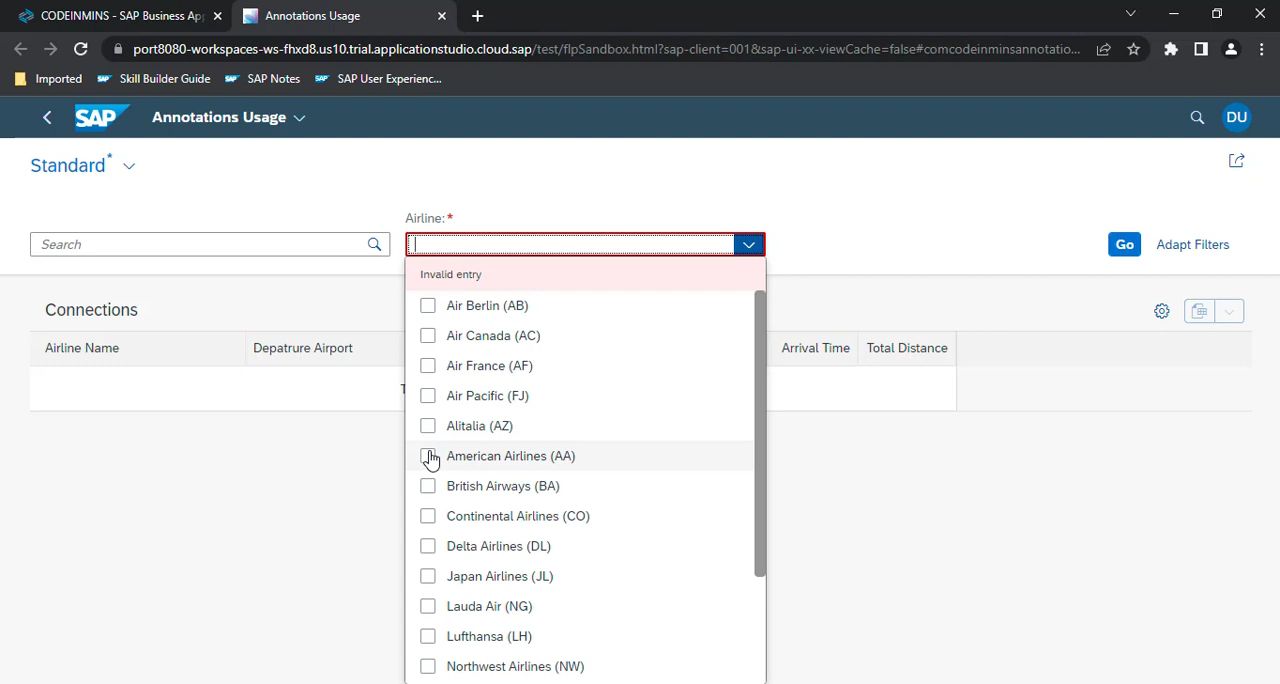 CODEINMINS - SAP Business Ap
Annotations Usage
port8080-workspaces-ws-fhxd8.us10.trial.applicationstudio.cloud.sap/test/flpSandbox.html?sap-client=001&sap-ui-xx-viewCache=false#comcodeinminsannotatio...
Imported
SAP Skill Builder Guide
SAP SAP Notes
SAP SAP User Experienc...
SAP Annotations Usage
DU
Standard*
Airline:*
Search
Go
Adapt Filters
Invalid entry
Connections
Airline Name
Depatrure Airport
Arrival Time
Total Distance
T
Air Berlin (AB)
Air Canada (AC)
Air France (AF)
Air Pacific (FJ)
Alitalia (AZ)
American Airlines (AA)
British Airways (BA)
Continental Airlines (CO)
Delta Airlines (DL)
Japan Airlines (JL)
Lauda Air (NG)
Lufthansa (LH)
Northwest Airlines (NW)